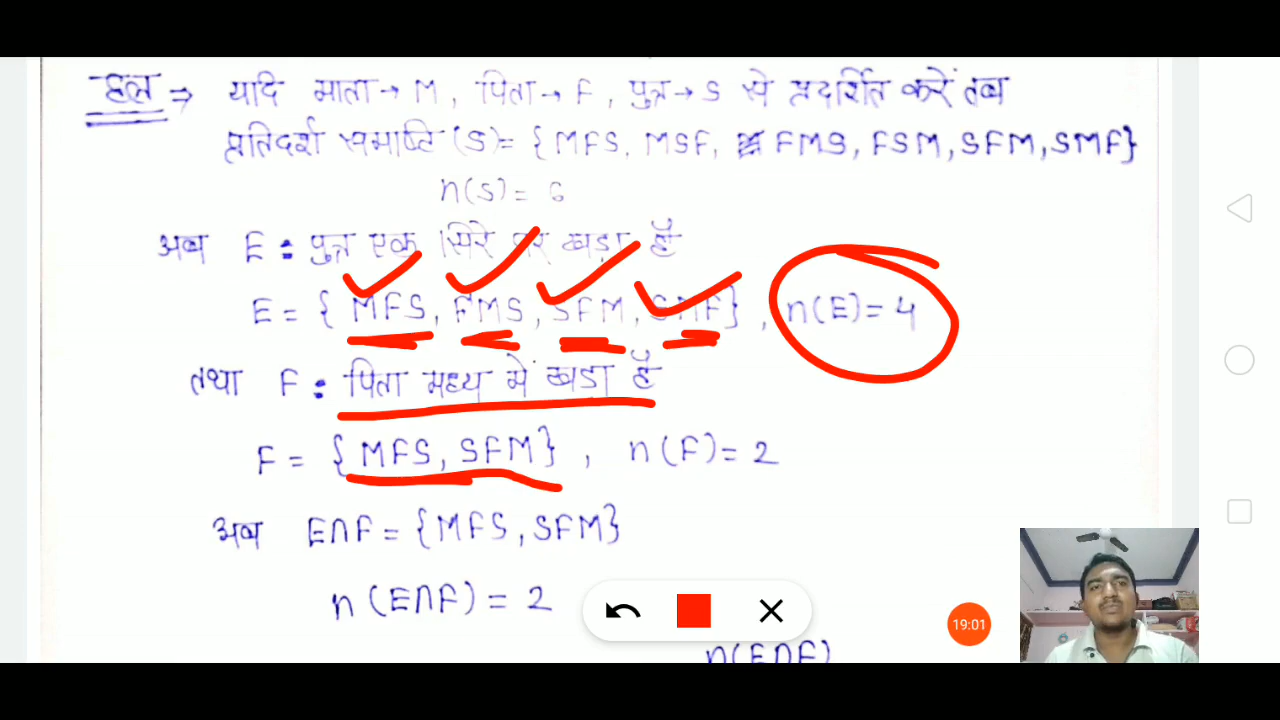 हल ⇒ यदि माता → M, पिता → F, पुत्र → S से प्रदर्शित करें तब
प्रतिदर्श समाष्टि (S) = {MFS, MSF, FMS, FSM, SFM, SMF}
n(S) = 6
अब E : पुत्र एक सिरे पर खड़ा है
E = { MFS, FMS, SFM, SMF} , n(E) = 4
तथा F : पिता मध्य में खडा है
F = {MFS, SFM} , n(F) = 2
अब E∩F = {MFS, SFM}
n(E∩F) = 2
n(E∩F)
19:01